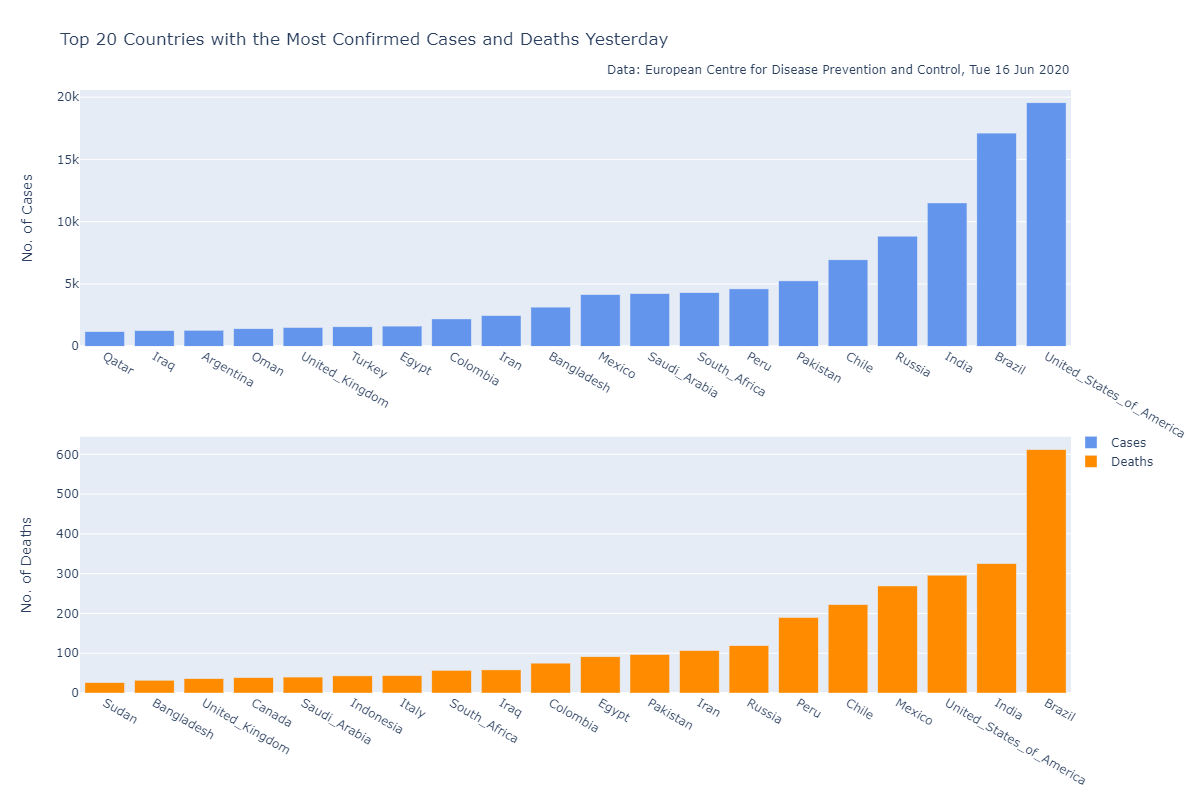 Top 20 Countries with the Most Confirmed Cases and Deaths Yesterday
Data: European Centre for Disease Prevention and Control, Tue 16 Jun 2020
No. of Cases
20k
15k
10k
5k
0
Qatar
Iraq
Argentina
Oman
United_Kingdom
Turkey
Egypt
Colombia
Iran
Bangladesh
Mexico
Saudi_Arabia
South_Africa
Peru
Pakistan
Chile
Russia
India
Brazil
United_States_of_America
Cases
Deaths
No. of Deaths
600
500
400
300
200
100
0
Sudan
Bangladesh
United_Kingdom
Canada
Saudi_Arabia
Indonesia
Italy
South_Africa
Iraq
Colombia
Egypt
Pakistan
Iran
Russia
Peru
Chile
Mexico
United_States_of_America
India
Brazil